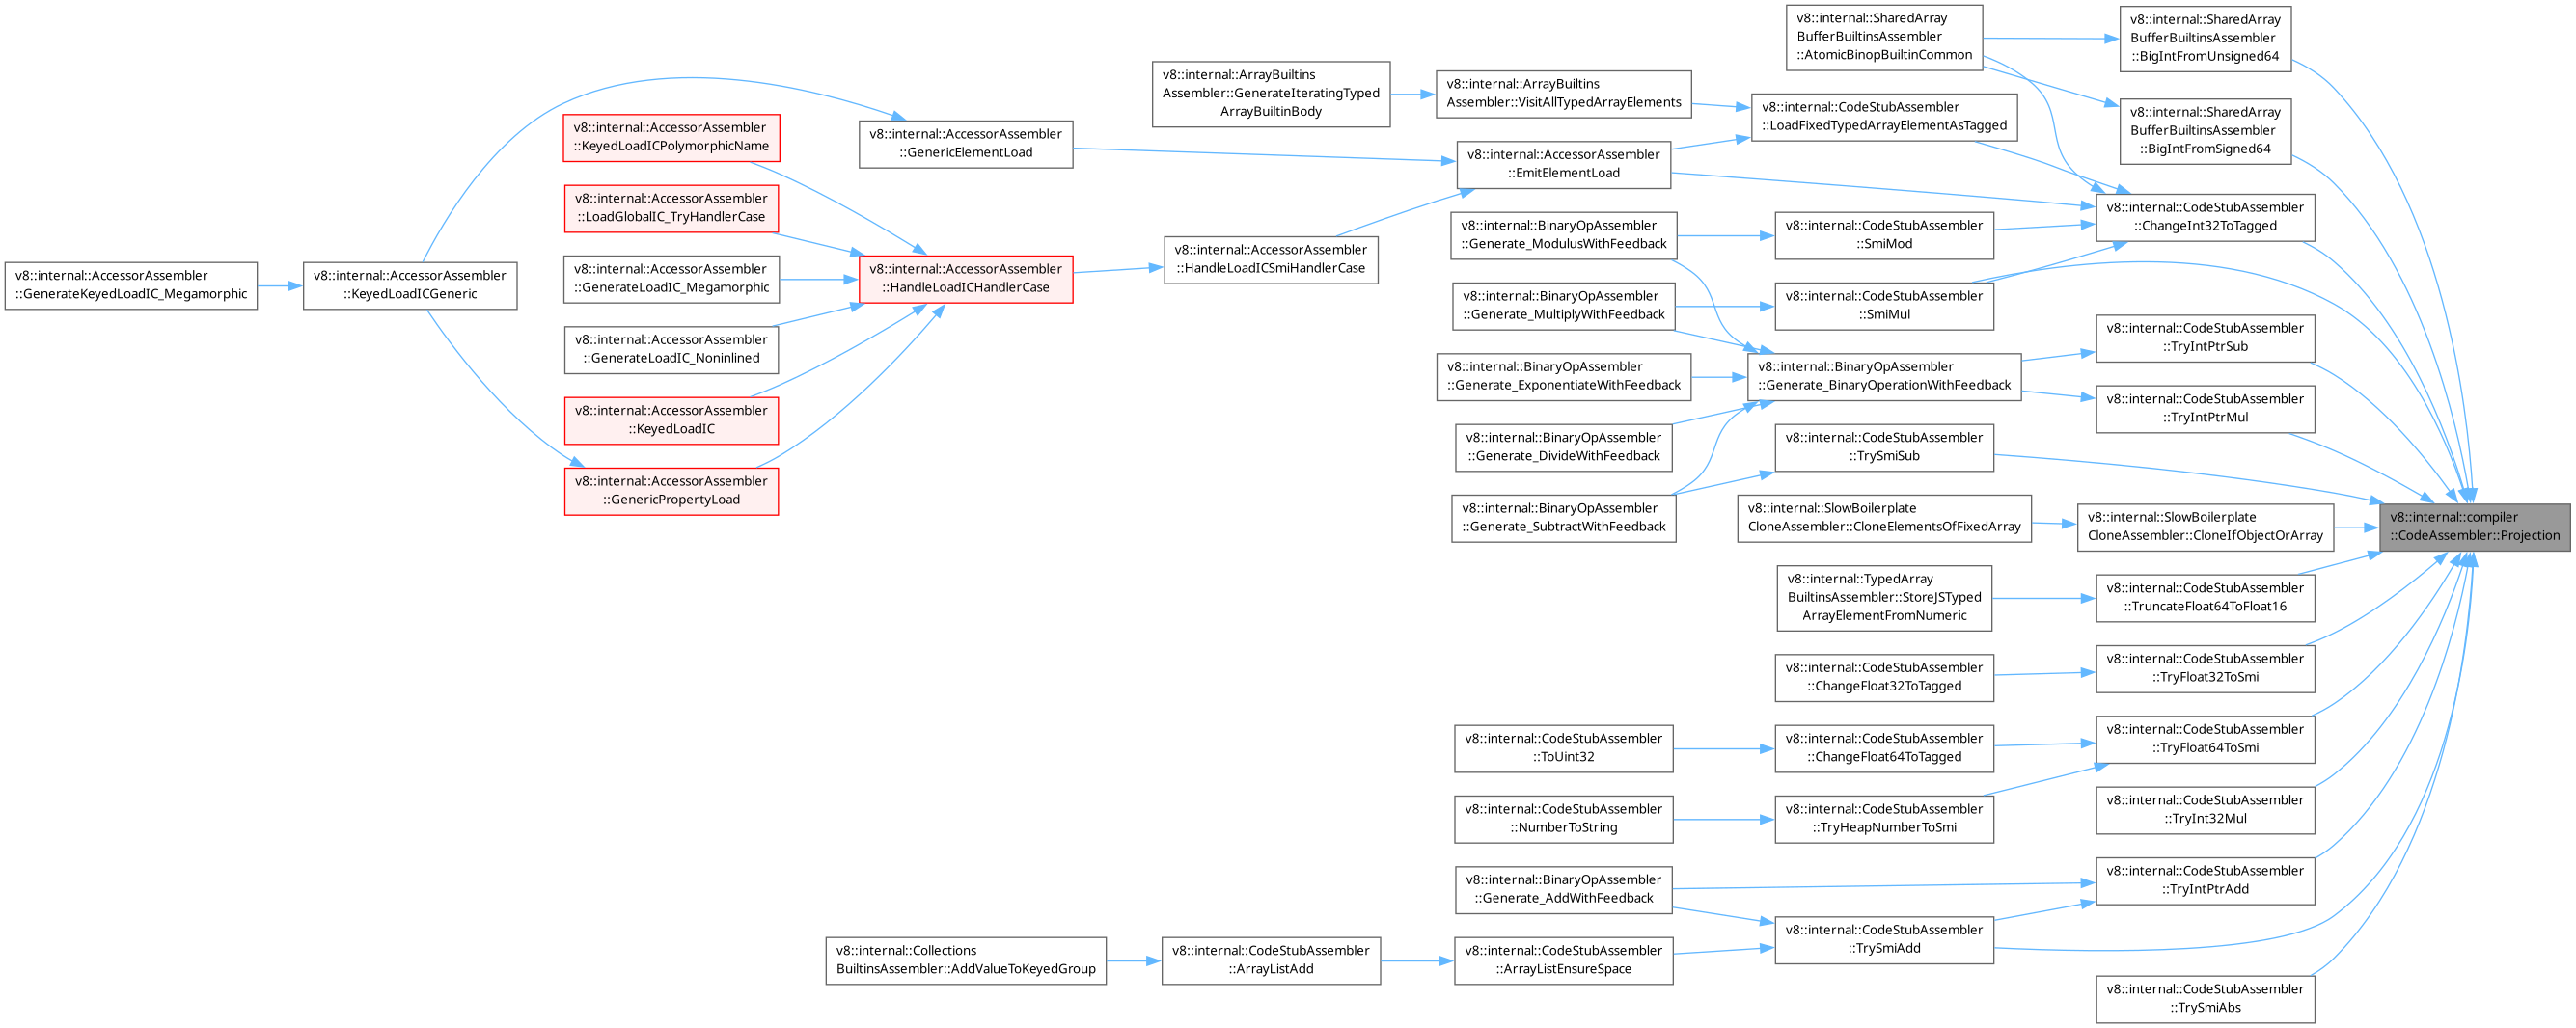 v8::internal::AccessorAssembler
::GenerateKeyedLoadIC_Megamorphic
v8::internal::AccessorAssembler
::KeyedLoadICGeneric
v8::internal::AccessorAssembler
::KeyedLoadICPolymorphicName
v8::internal::AccessorAssembler
::LoadGlobalIC_TryHandlerCase
v8::internal::AccessorAssembler
::GenerateLoadIC_Megamorphic
v8::internal::AccessorAssembler
::GenerateLoadIC_Noninlined
v8::internal::AccessorAssembler
::KeyedLoadIC
v8::internal::AccessorAssembler
::GenericPropertyLoad
v8::internal::AccessorAssembler
::GenericElementLoad
v8::internal::AccessorAssembler
::HandleLoadICHandlerCase
v8::internal::Collections
BuiltinsAssembler::AddValueToKeyedGroup
v8::internal::ArrayBuiltins
Assembler::GenerateIteratingTyped
ArrayBuiltinBody
v8::internal::AccessorAssembler
::HandleLoadICSmiHandlerCase
v8::internal::CodeStubAssembler
::ArrayListAdd
v8::internal::ArrayBuiltins
Assembler::VisitAllTypedArrayElements
v8::internal::AccessorAssembler
::EmitElementLoad
v8::internal::BinaryOpAssembler
::Generate_ModulusWithFeedback
v8::internal::BinaryOpAssembler
::Generate_MultiplyWithFeedback
v8::internal::BinaryOpAssembler
::Generate_ExponentiateWithFeedback
v8::internal::BinaryOpAssembler
::Generate_DivideWithFeedback
v8::internal::BinaryOpAssembler
::Generate_SubtractWithFeedback
v8::internal::CodeStubAssembler
::ToUint32
v8::internal::CodeStubAssembler
::NumberToString
v8::internal::BinaryOpAssembler
::Generate_AddWithFeedback
v8::internal::CodeStubAssembler
::ArrayListEnsureSpace
v8::internal::SharedArray
BufferBuiltinsAssembler
::AtomicBinopBuiltinCommon
v8::internal::CodeStubAssembler
::LoadFixedTypedArrayElementAsTagged
v8::internal::CodeStubAssembler
::SmiMod
v8::internal::CodeStubAssembler
::SmiMul
v8::internal::BinaryOpAssembler
::Generate_BinaryOperationWithFeedback
v8::internal::CodeStubAssembler
::TrySmiSub
v8::internal::SlowBoilerplate
CloneAssembler::CloneElementsOfFixedArray
v8::internal::TypedArray
BuiltinsAssembler::StoreJSTyped
ArrayElementFromNumeric
v8::internal::CodeStubAssembler
::ChangeFloat32ToTagged
v8::internal::CodeStubAssembler
::ChangeFloat64ToTagged
v8::internal::CodeStubAssembler
::TryHeapNumberToSmi
v8::internal::CodeStubAssembler
::TrySmiAdd
v8::internal::SharedArray
BufferBuiltinsAssembler
::BigIntFromUnsigned64
v8::internal::SharedArray
BufferBuiltinsAssembler
::BigIntFromSigned64
v8::internal::CodeStubAssembler
::ChangeInt32ToTagged
v8::internal::CodeStubAssembler
::TryIntPtrSub
v8::internal::CodeStubAssembler
::TryIntPtrMul
v8::internal::SlowBoilerplate
CloneAssembler::CloneIfObjectOrArray
v8::internal::CodeStubAssembler
::TruncateFloat64ToFloat16
v8::internal::CodeStubAssembler
::TryFloat32ToSmi
v8::internal::CodeStubAssembler
::TryFloat64ToSmi
v8::internal::CodeStubAssembler
::TryInt32Mul
v8::internal::CodeStubAssembler
::TryIntPtrAdd
v8::internal::CodeStubAssembler
::TrySmiAbs
v8::internal::compiler
::CodeAssembler::Projection